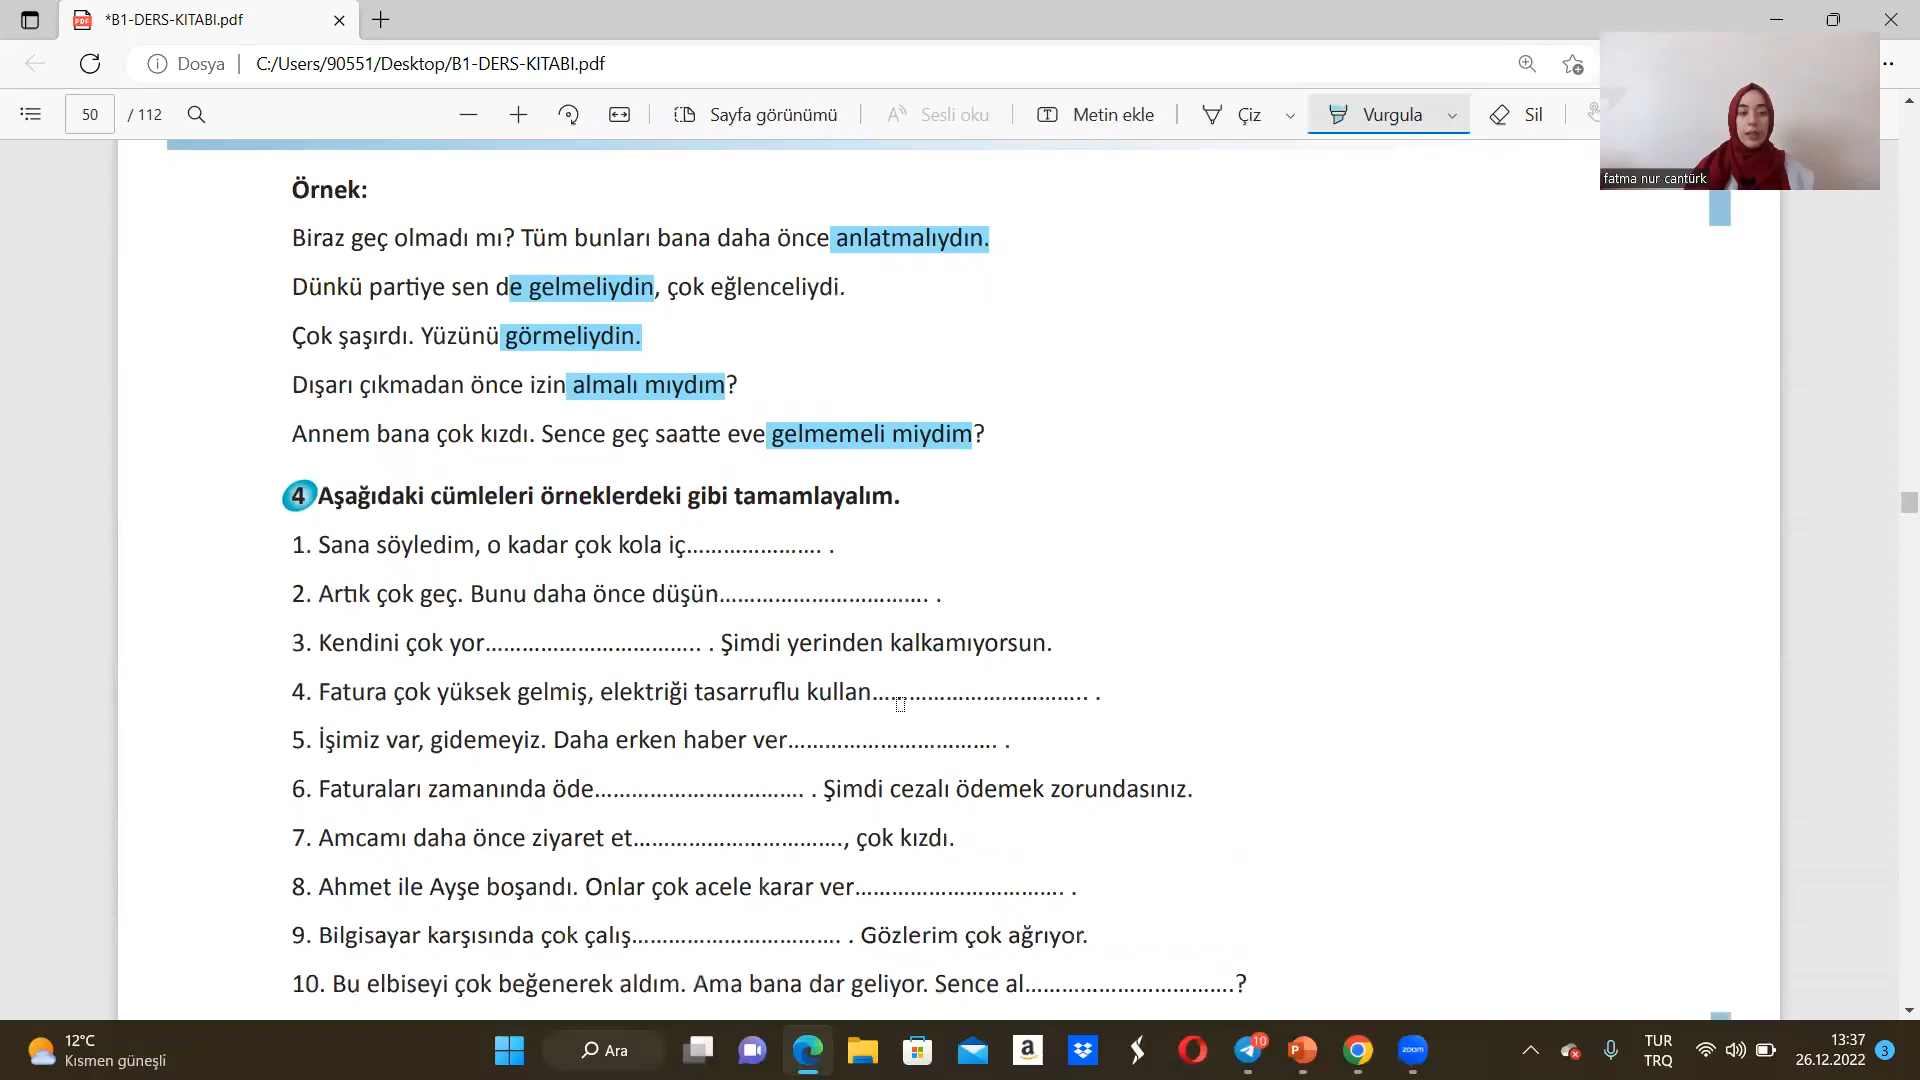 *B1-DERS-KITABI.pdf
Dosya | C:/Users/90551/Desktop/B1-DERS-KITABI.pdf
50 / 112
Sayfa görünümü
Sesli oku
Metin ekle
Çiz
Vurgula
Sil
fatma nur cantürk
Örnek:
Biraz geç olmadı mı? Tüm bunları bana daha önce anlatmalıydın.
Dünkü partiye sen de gelmeliydin, çok eğlenceliydi.
Çok şaşırdı. Yüzünü görmeliydin.
Dışarı çıkmadan önce izin almalı mıydım?
Annem bana çok kızdı. Sence geç saatte eve gelmemeli miydim?
4 Aşağıdaki cümleleri örneklerdeki gibi tamamlayalım.
1. Sana söyledim, o kadar çok kola iç…………………. .
2. Artık çok geç. Bunu daha önce düşün……………………………. .
3. Kendini çok yor…………………………….. . Şimdi yerinden kalkamıyorsun.
4. Fatura çok yüksek gelmiş, elektriği tasarruflu kullan…………………………….. .
5. İşimiz var, gidemeyiz. Daha erken haber ver……………………………. .
6. Faturaları zamanında öde……………………………. . Şimdi cezalı ödemek zorundasınız.
7. Amcamı daha önce ziyaret et……………………………., çok kızdı.
8. Ahmet ile Ayşe boşandı. Onlar çok acele karar ver……………………………. .
9. Bilgisayar karşısında çok çalış……………………………. . Gözlerim çok ağrıyor.
10. Bu elbiseyi çok beğenerek aldım. Ama bana dar geliyor. Sence al…………………………….?
12°C
Kısmen güneşli
Ara
10
zoom
TUR
TRQ
13:37
26.12.2022
3